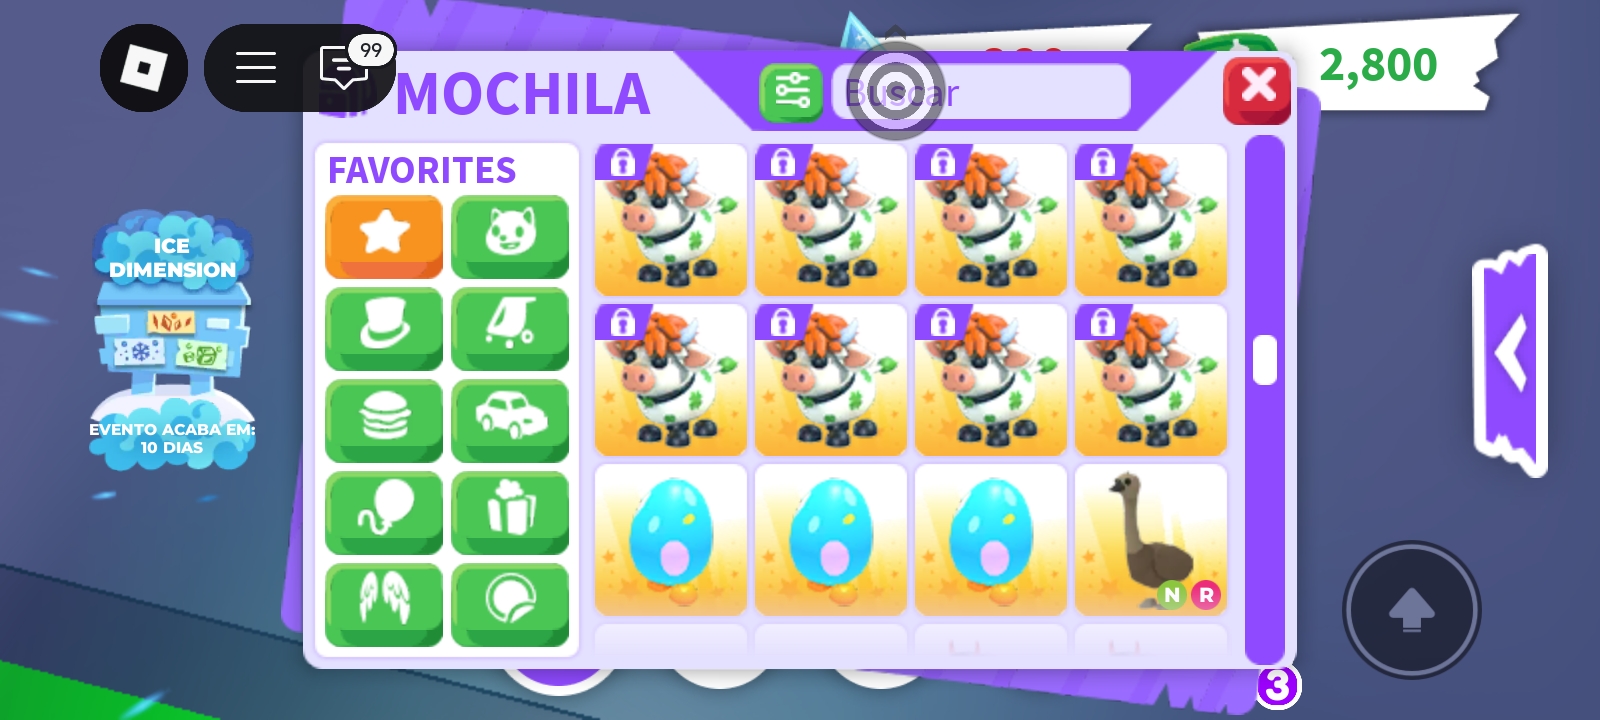 99
MOCHILA
Buscar
2,800
FAVORITES
ICE
DIMENSION
EVENTO ACABA EM:
10 DIAS
N R
3